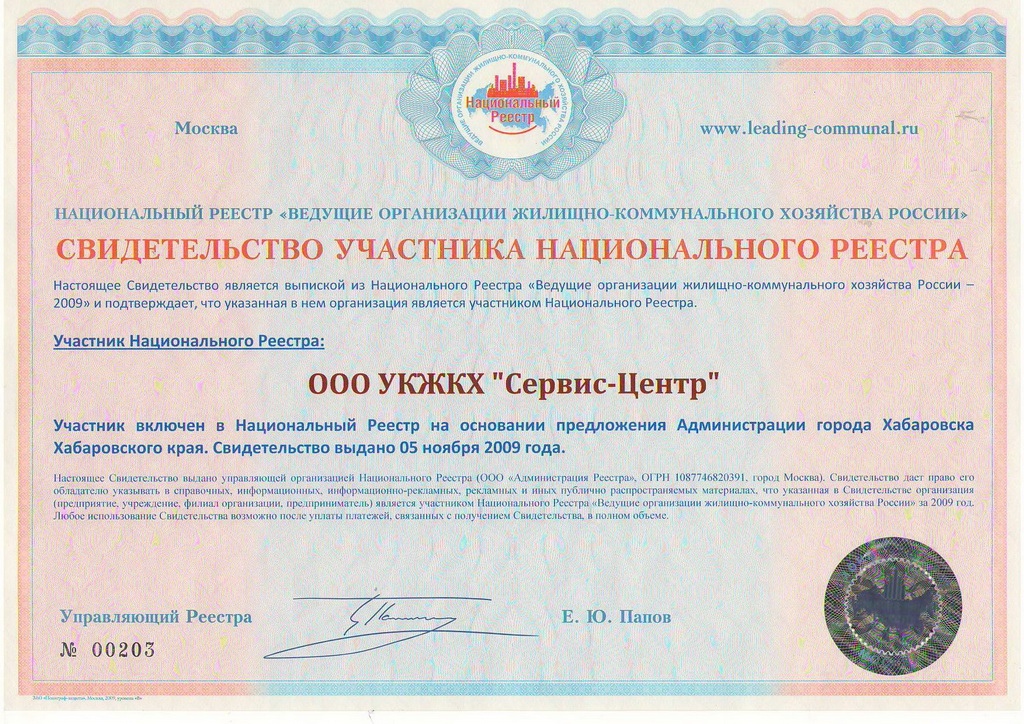 ВЕДУЩИЕ ОРГАНИЗАЦИИ ЖИЛИЩНО-КОММУНАЛЬНОГО ХОЗЯЙСТВА РОССИИ
Национальный
Реестр
Москва
www.leading-communal.ru
НАЦИОНАЛЬНЫЙ РЕЕСТР «ВЕДУЩИЕ ОРГАНИЗАЦИИ ЖИЛИЩНО-КОММУНАЛЬНОГО ХОЗЯЙСТВА РОССИИ»
СВИДЕТЕЛЬСТВО УЧАСТНИКА НАЦИОНАЛЬНОГО РЕЕСТРА
Настоящее Свидетельство является выпиской из Национального Реестра «Ведущие организации жилищно-коммунального хозяйства России –
2009» и подтверждает, что указанная в нем организация является участником Национального Реестра.
Участник Национального Реестра:
ООО УКЖКХ "Сервис-Центр"
Участник включен в Национальный Реестр на основании предложения Администрации города Хабаровска
Хабаровского края. Свидетельство выдано 05 ноября 2009 года.
Настоящее Свидетельство выдано управляющей организацией Национального Реестра (ООО «Администрация Реестра», ОГРН 1087746820391, город Москва). Свидетельство дает право его
обладателю указывать в справочных, информационных, информационно-рекламных, рекламных и иных публично распространяемых материалах, что указанная в Свидетельстве организация
(предприятие, учреждение, филиал организации, предприниматель) является участником Национального Реестра «Ведущие организации жилищно-коммунального хозяйства России» за 2009 год.
Любое использование Свидетельства возможно после уплаты платежей, связанных с получением Свидетельства, в полном объеме.
Управляющий Реестра
Е. Ю. Папов
№ 00203